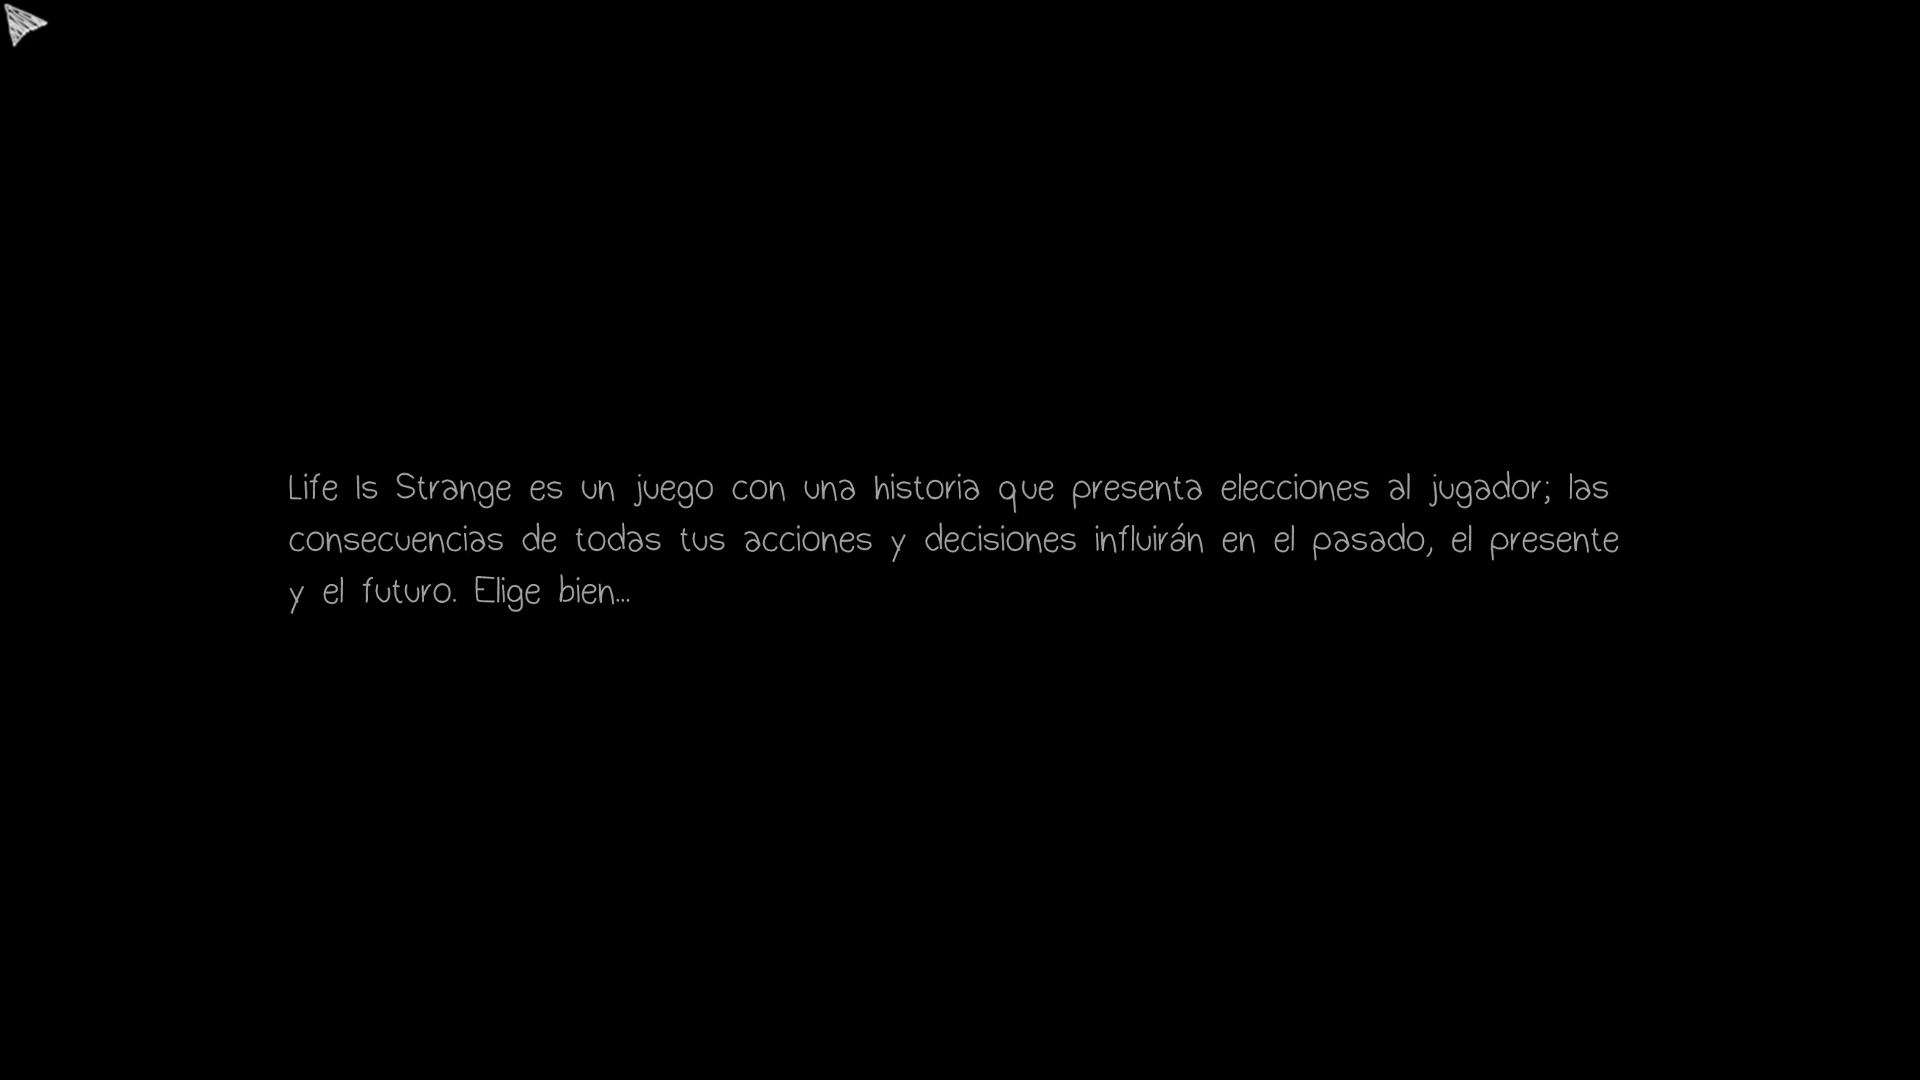 Life Is Strange es un juego con una historia que presenta elecciones al jugador; las
consecuencias de todas tus acciones y decisiones influirán en el pasado, el presente
y el futuro. Elige bien...